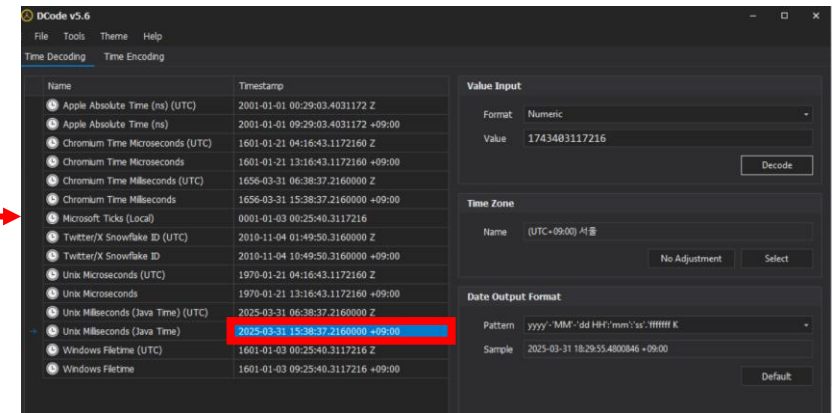 DCode v5.6
File Tools Theme Help
Time Decoding Time Encoding
Name Timestamp
Apple Absolute Time (ns) (UTC) 2001-01-01 00:29:03.4031172 Z
Apple Absolute Time (ns) 2001-01-01 09:29:03.4031172 +09:00
Chromium Time Microseconds (UTC) 1601-01-21 04:16:43.1172160 Z
Chromium Time Microseconds 1601-01-21 13:16:43.1172160 +09:00
Chromium Time Milliseconds (UTC) 1656-03-31 06:38:37.2160000 Z
Chromium Time Milliseconds 1656-03-31 15:38:37.2160000 +09:00
Microsoft Ticks (Local) 0001-01-03 00:25:40.3117216
Twitter/X Snowflake ID (UTC) 2010-11-04 01:49:50.3160000 Z
Twitter/X Snowflake ID 2010-11-04 10:49:50.3160000 +09:00
Unix Microseconds (UTC) 1970-01-21 04:16:43.1172160 Z
Unix Microseconds 1970-01-21 13:16:43.1172160 +09:00
Unix Milliseconds (Java Time) (UTC) 2025-03-31 06:38:37.2160000 Z
Unix Milliseconds (Java Time) 2025-03-31 15:38:37.2160000 +09:00
Windows Filetime (UTC) 1601-01-03 00:25:40.3117216 Z
Windows Filetime 1601-01-03 09:25:40.3117216 +09:00
Value Input
Format Numeric
Value 1743403117216
Decode
Time Zone
Name (UTC+09:00) 서울
No Adjustment Select
Date Output Format
Pattern yyyy'-'MM'-'dd HH':'mm':'ss'.'fffffff K
Sample 2025-03-31 18:29:55.4800846 +09:00
Default